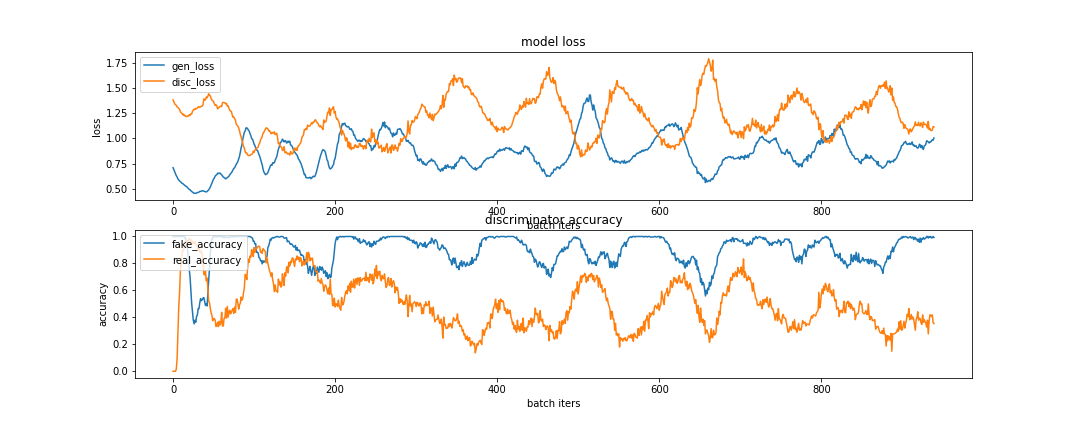 model loss
gen_loss
disc_loss
loss
1.75
1.50
1.25
1.00
0.75
0.50
0 200 400 600 800
batch iters
discriminator accuracy
fake_accuracy
real_accuracy
accuracy
1.0
0.8
0.6
0.4
0.2
0.0
0 200 400 600 800
batch iters